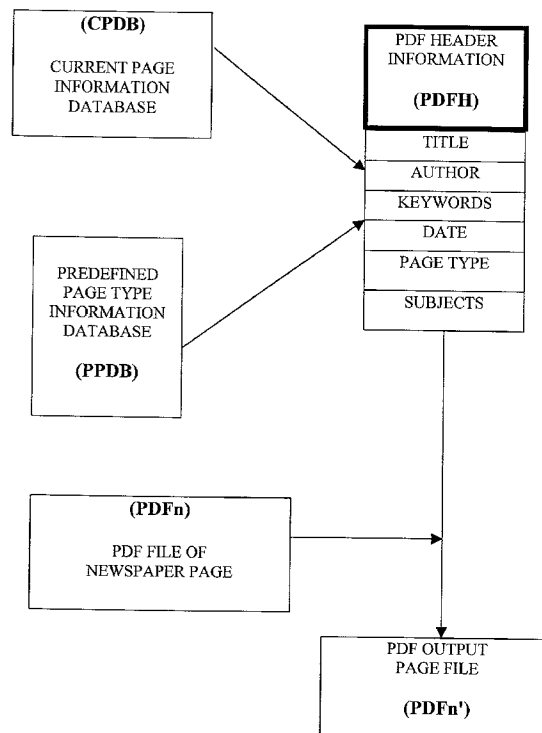 (CPDB)
CURRENT PAGE
INFORMATION
DATABASE
PDF HEADER
INFORMATION
(PDFH)
TITLE
AUTHOR
KEYWORDS
DATE
PAGE TYPE
SUBJECTS
PREDEFINED
PAGE TYPE
INFORMATION
DATABASE
(PPDB)
(PDFn)
PDF FILE OF
NEWSPAPER PAGE
PDF OUTPUT
PAGE FILE
(PDFn')